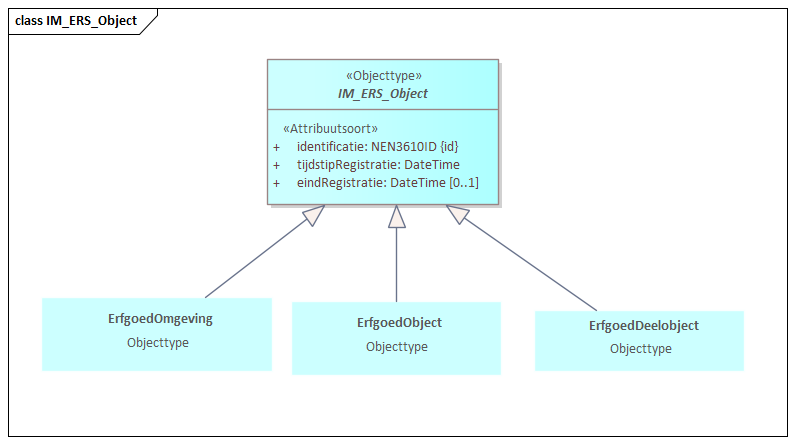 class IM_ERS_Object
«Objecttype»
IM_ERS_Object
«Attribuutsoort»
+ identificatie: NEN3610ID {id}
+ tijdstipRegistratie: DateTime
+ eindRegistratie: DateTime [0..1]
ErfgoedOmgeving
Objecttype
ErfgoedObject
Objecttype
ErfgoedDeelobject
Objecttype